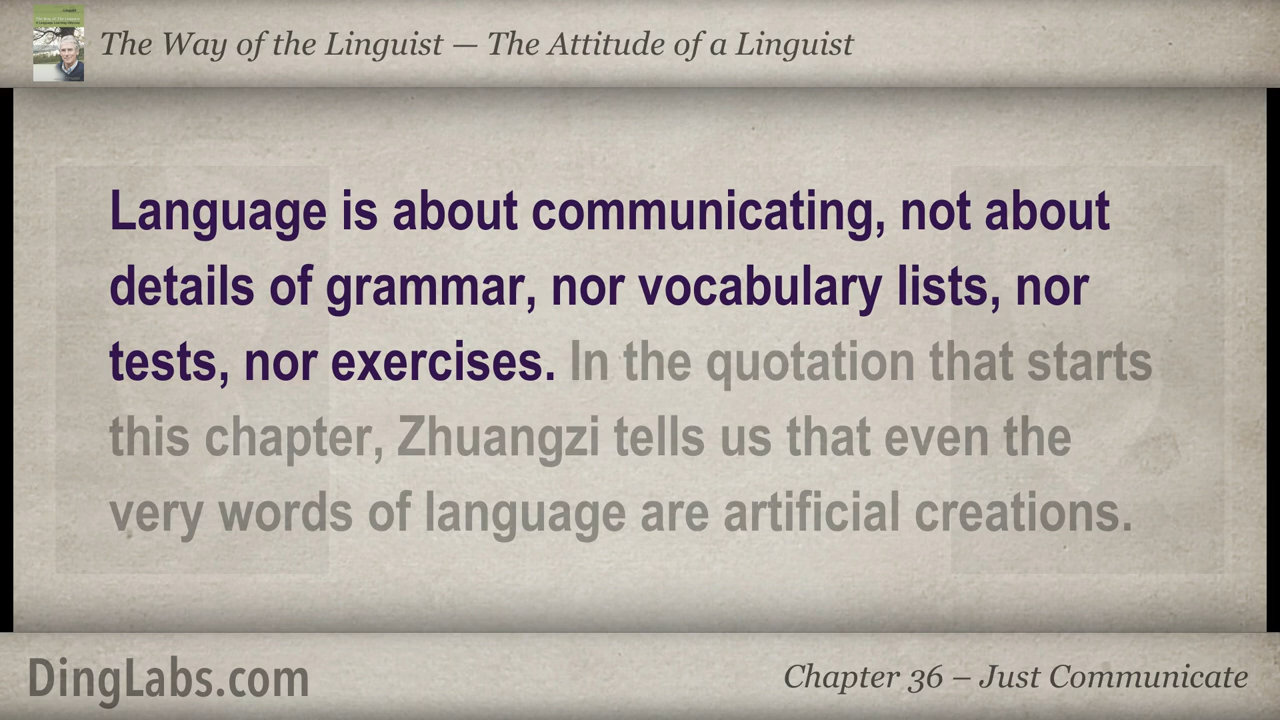 The Way of the Linguist — The Attitude of a Linguist
Language is about communicating, not about
details of grammar, nor vocabulary lists, nor
tests, nor exercises. In the quotation that starts
this chapter, Zhuangzi tells us that even the
very words of language are artificial creations.
DingLabs.com
Chapter 36 – Just Communicate